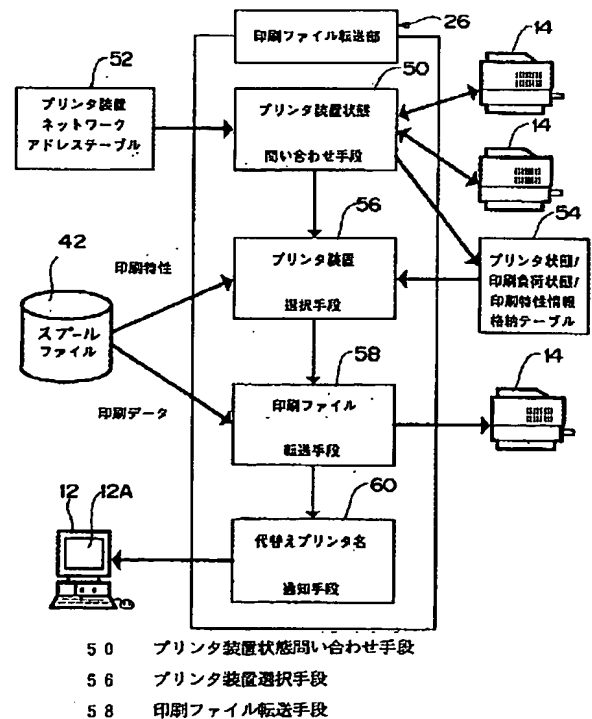 印刷ファイル転送部
26
52
プリンタ装置
ネットワーク
アドレステーブル
50
プリンタ装置状態
問い合わせ手段
14
14
54
プリンタ状態/
印刷負荷状態/
印刷特性情報
格納テーブル
56
プリンタ装置
選択手段
42
印刷特性
スプール
ファイル
印刷データ
58
印刷ファイル
転送手段
14
60
代替えプリンタ名
通知手段
12
12A
50 プリンタ装置状態問い合わせ手段
56 プリンタ装置選択手段
58 印刷ファイル転送手段